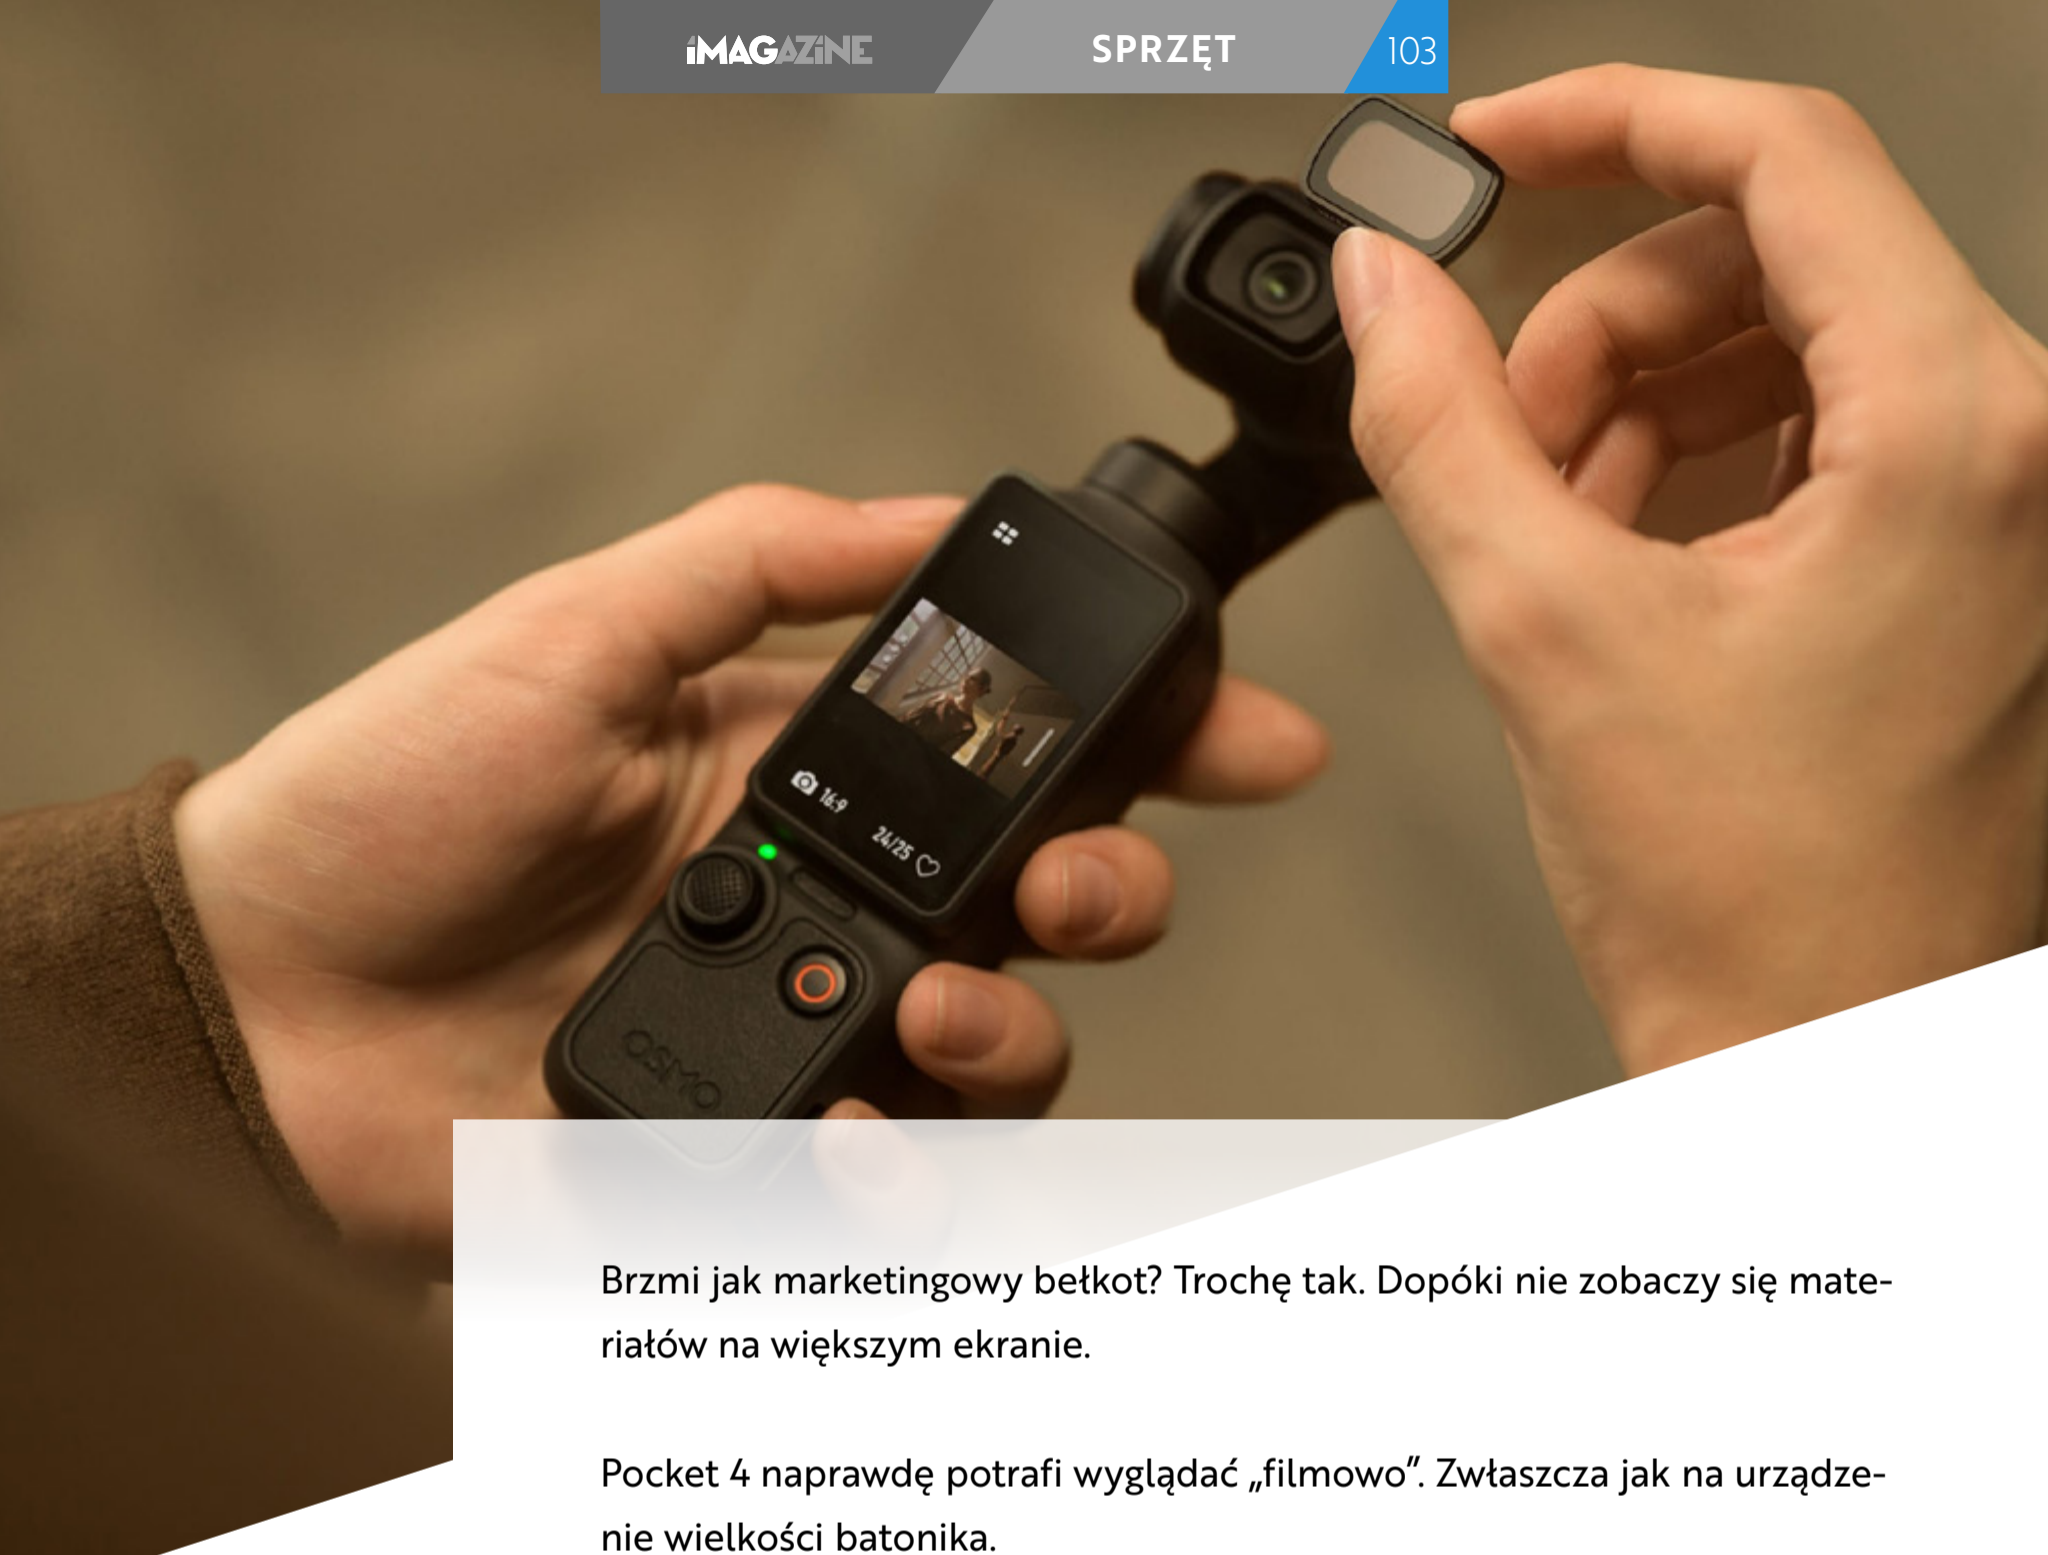 iMAGAZINE
SPRZĘT
103
16:9
24/25
OSMO
Brzmi jak marketingowy bełkot? Trochę tak. Dopóki nie zobaczy się mate-
riałów na większym ekranie.
Pocket 4 naprawdę potrafi wyglądać „filmowo”. Zwłaszcza jak na urządze-
nie wielkości batonika.